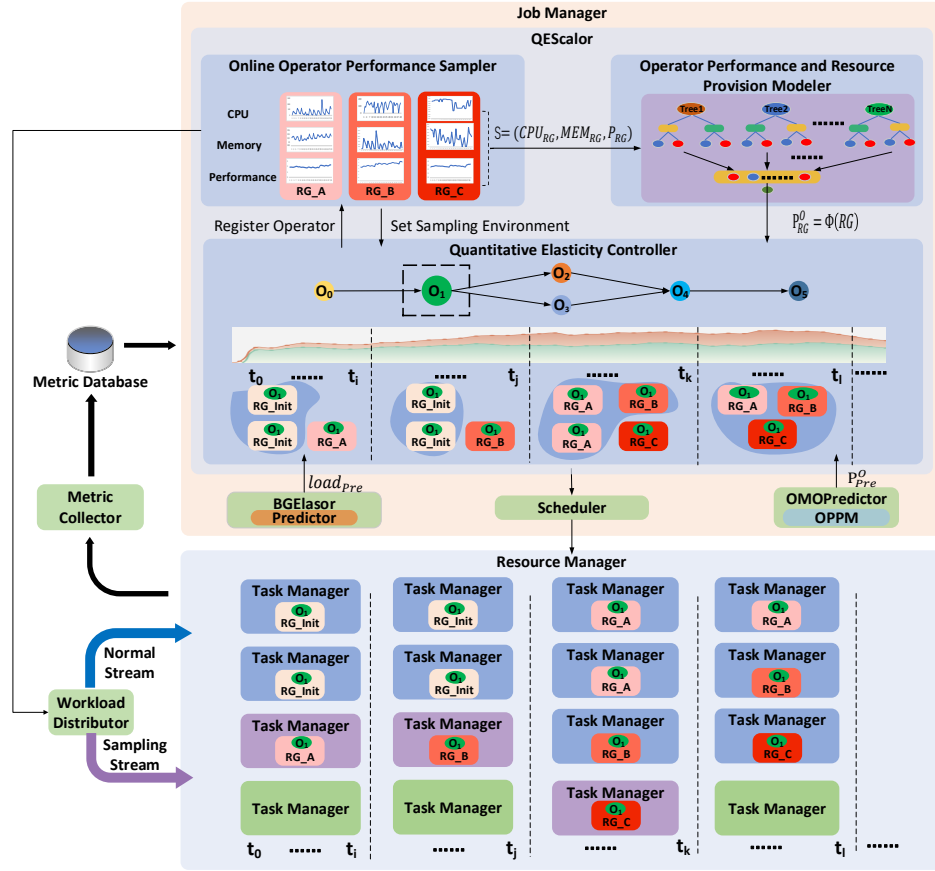 Job Manager
QEScalor
Online Operator Performance Sampler
CPU
Memory
Performance
RG_A
RG_B
RG_C
S= (CPU_RG, MEM_RG, P_RG)
Operator Performance and Resource
Provision Modeler
Tree1
Tree2
TreeN
.......
.......
.......
P^O_RG = Φ(RG)
Register Operator
Set Sampling Environment
Quantitative Elasticity Controller
O₀
O₁
O₂
O₃
O₄
O₅
t₀ ...... tᵢ
...... tⱼ
...... tₖ
...... tₗ
......
O₁
RG_Init
O₁
RG_Init
O₁
RG_A
O₁
RG_Init
O₁
RG_Init
O₁
RG_B
O₁
RG_A
O₁
RG_B
O₁
RG_A
O₁
RG_C
O₁
RG_A
O₁
RG_B
O₁
RG_C
load_Pre
P^O_Pre
BGElasor
Predictor
Scheduler
OMOPredictor
OPPM
Metric Database
Metric
Collector
Normal
Stream
Workload
Distributor
Sampling
Stream
Resource Manager
Task Manager
O₁
RG_Init
Task Manager
O₁
RG_Init
Task Manager
O₁
RG_A
Task Manager
O₁
RG_A
Task Manager
O₁
RG_Init
Task Manager
O₁
RG_Init
Task Manager
O₁
RG_A
Task Manager
O₁
RG_B
Task Manager
O₁
RG_A
Task Manager
O₁
RG_B
Task Manager
O₁
RG_B
Task Manager
O₁
RG_C
Task Manager
Task Manager
Task Manager
O₁
RG_C
Task Manager
t₀ ...... tᵢ
...... tⱼ
...... tₖ
...... tₗ
......